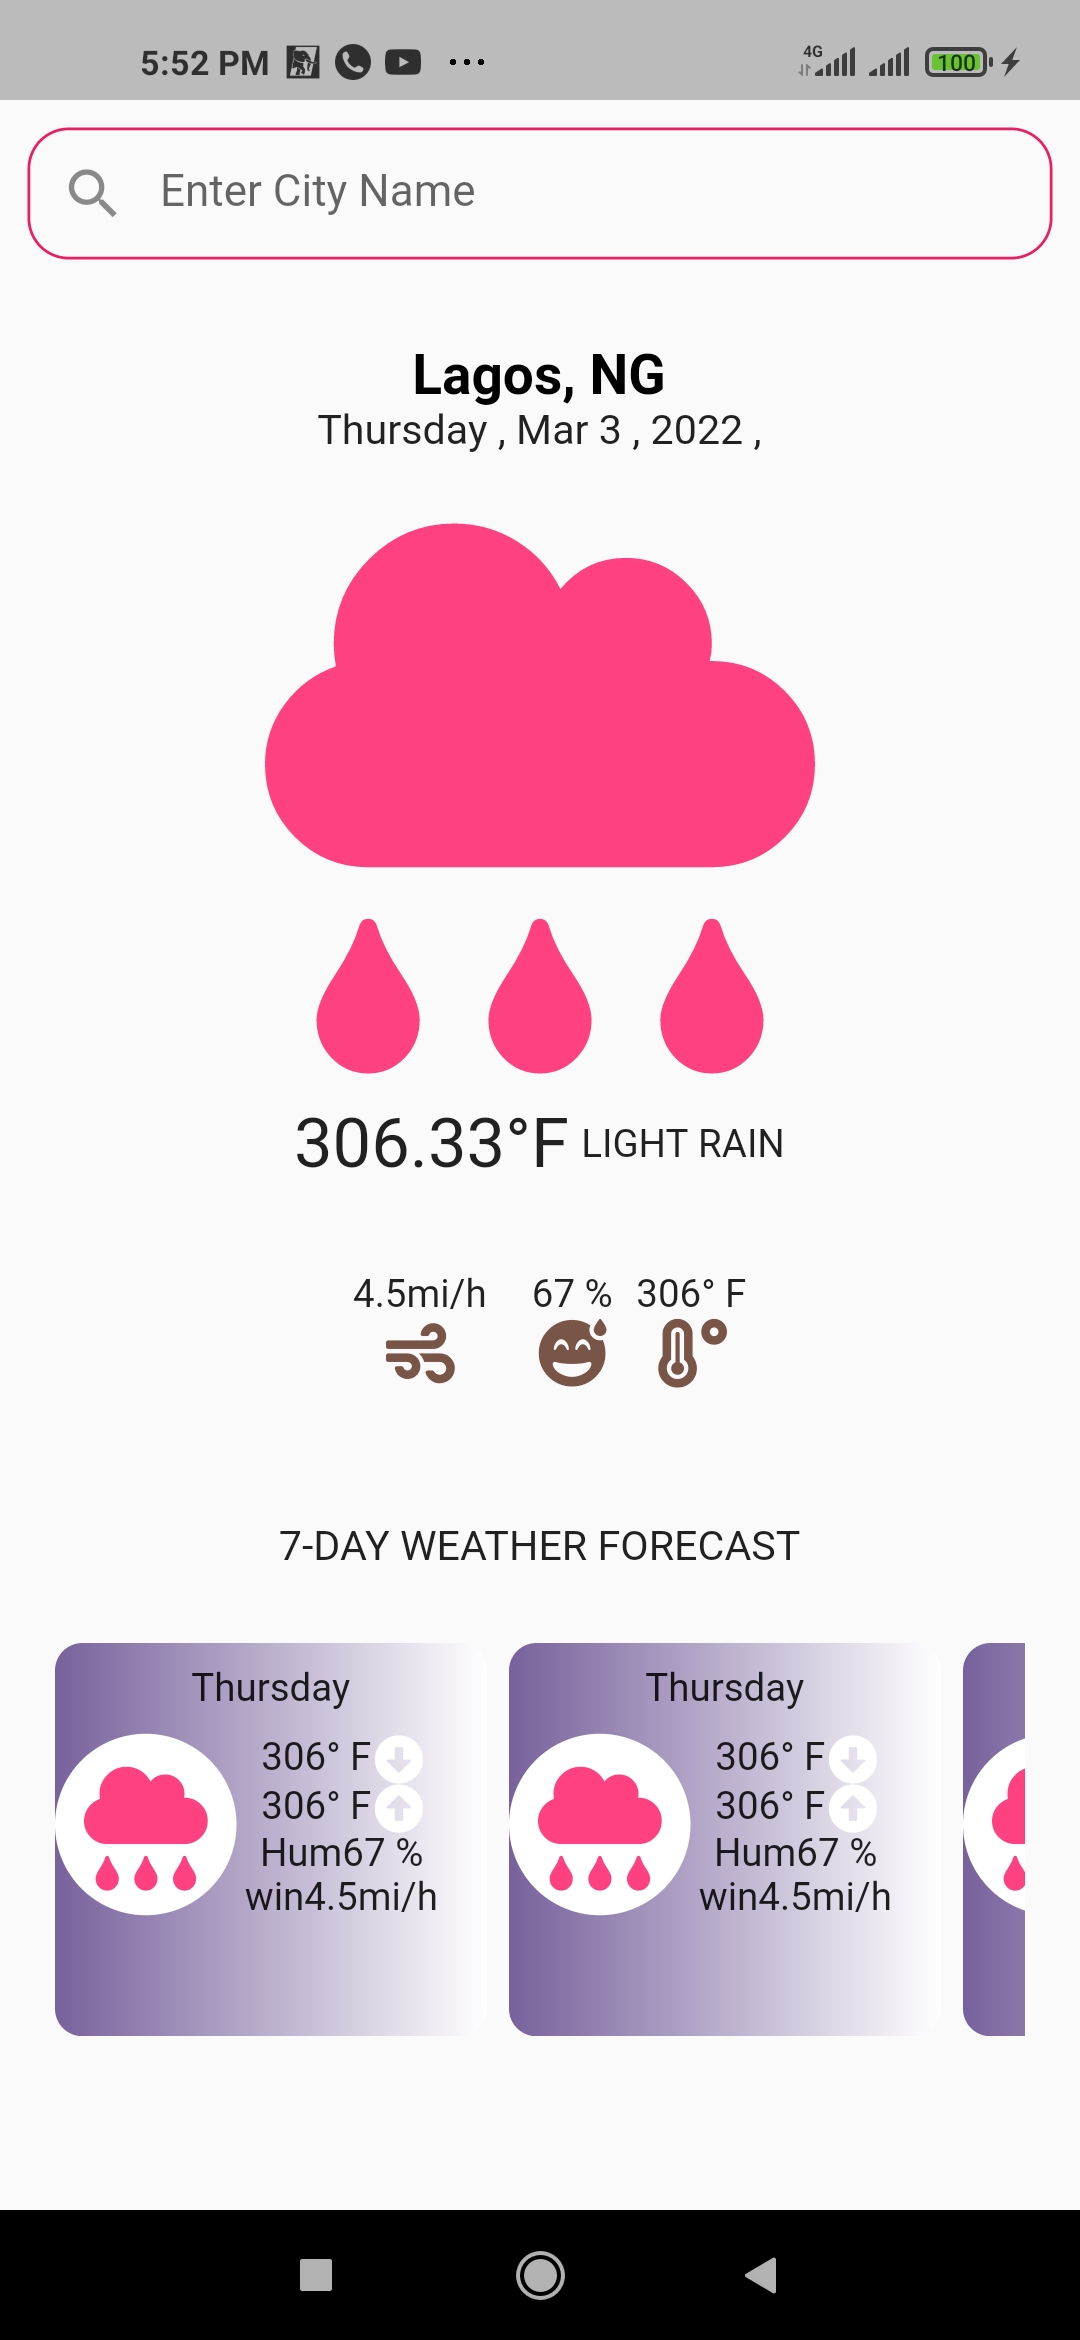 5:52 PM
4G
100
Enter City Name
Lagos, NG
Thursday , Mar 3 , 2022 ,
306.33°F LIGHT RAIN
4.5mi/h 67 % 306° F
7-DAY WEATHER FORECAST
Thursday
306° F
306° F
Hum67 %
win4.5mi/h
Thursday
306° F
306° F
Hum67 %
win4.5mi/h